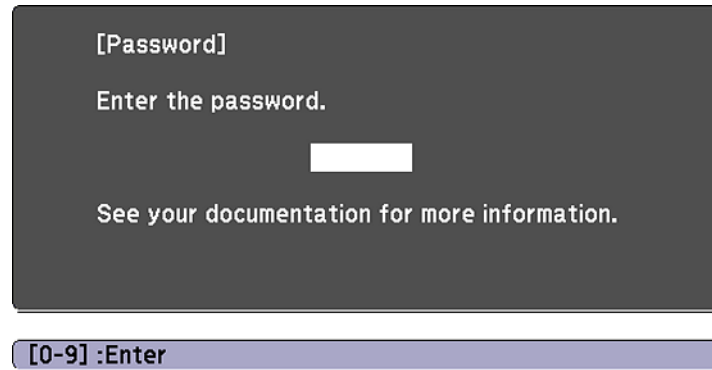 [Password]
Enter the password.
See your documentation for more information.
[0-9]:Enter